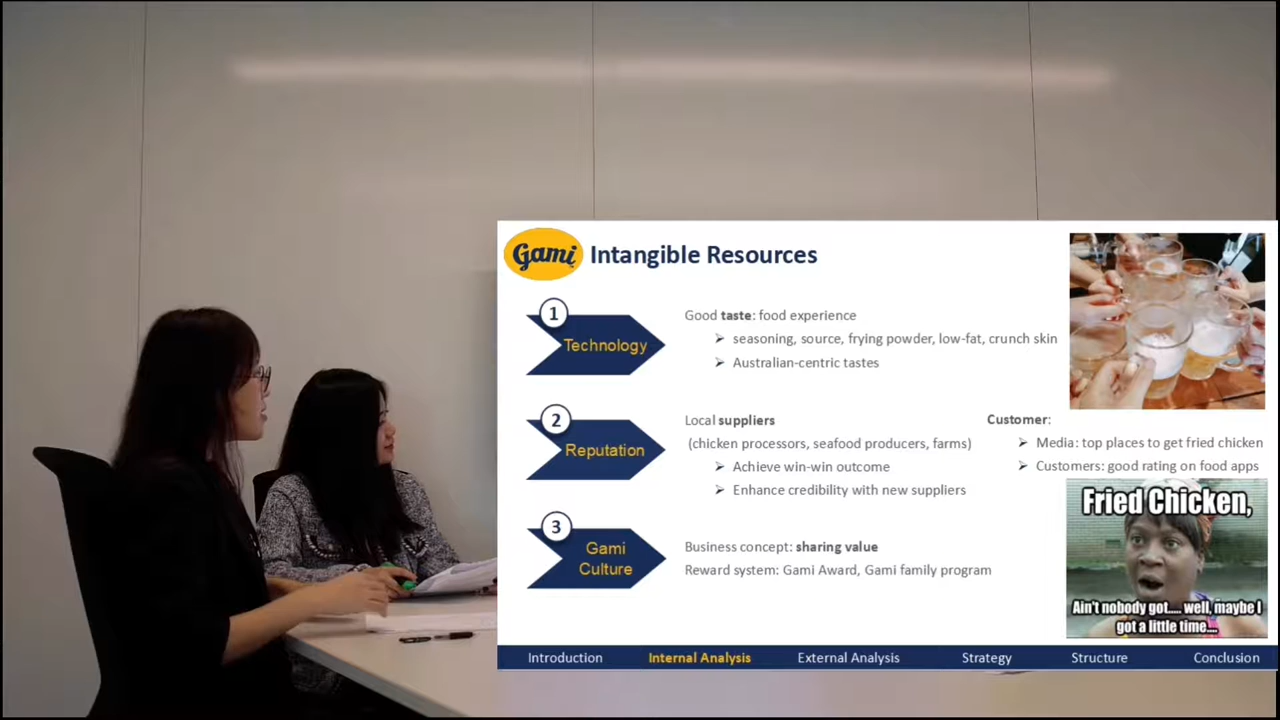 Gami
Intangible Resources
1
Technology
Good taste: food experience
seasoning, source, frying powder, low-fat, crunch skin
Australian-centric tastes
2
Reputation
Local suppliers
(chicken processors, seafood producers, farms)
Achieve win-win outcome
Enhance credibility with new suppliers
Customer:
Media: top places to get fried chicken
Customers: good rating on food apps
3
Gami
Culture
Business concept: sharing value
Reward system: Gami Award, Gami family program
Fried Chicken,
Ain't nobody got..... well, maybe I
got a little time....
Introduction
Internal Analysis
External Analysis
Strategy
Structure
Conclusion